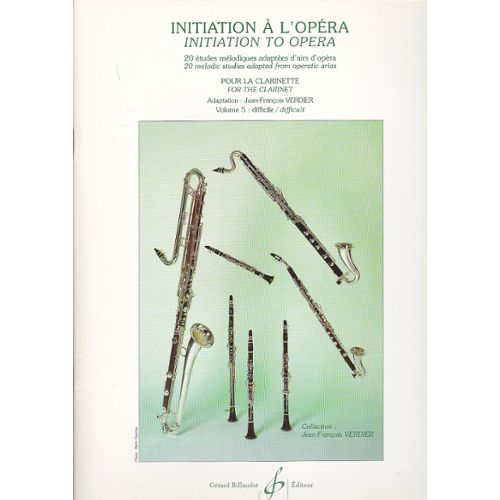 INITIATION À L'OPÉRA
INITIATION TO OPERA
20 études mélodiques adaptées d'airs d'opéra
20 melodic studies adapted from operatic arias
POUR LA CLARINETTE
FOR THE CLARINET
Adaptation : Jean-François VERDIER
Volume 5 : difficile / difficult
Collection :
Jean-François VERDIER
Gérard Billaudot Éditeur